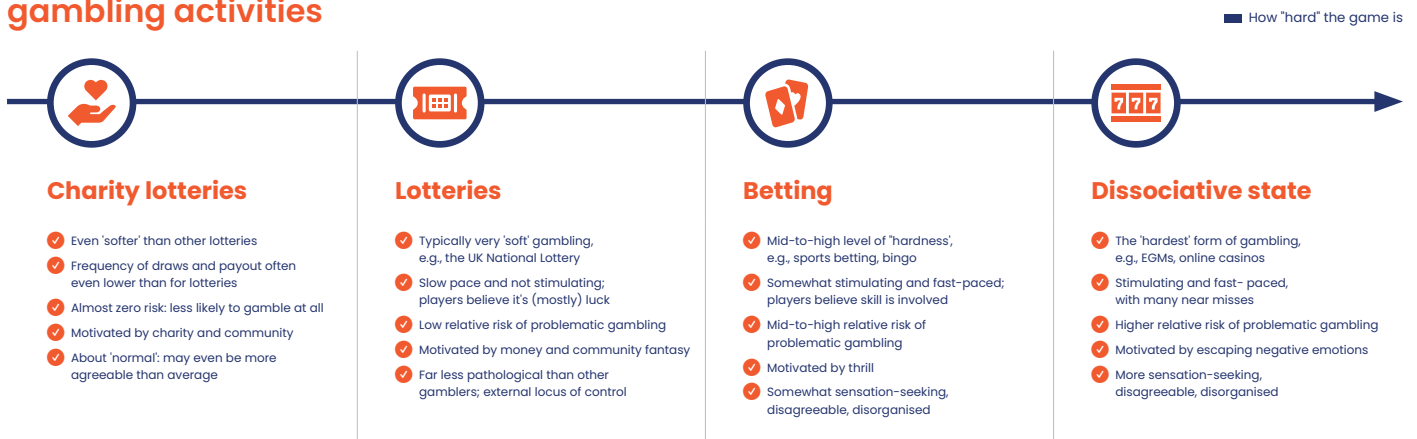 gambling activities
How "hard" the game is
777
Charity lotteries
Even 'softer' than other lotteries
Frequency of draws and payout often
even lower than for lotteries
Almost zero risk: less likely to gamble at all
Motivated by charity and community
About 'normal': may even be more
agreeable than average
Lotteries
Typically very 'soft' gambling,
e.g., the UK National Lottery
Slow pace and not stimulating;
players believe it's (mostly) luck
Low relative risk of problematic gambling
Motivated by money and community fantasy
Far less pathological than other
gamblers; external locus of control
Betting
Mid-to-high level of "hardness',
e.g., sports betting, bingo
Somewhat stimulating and fast-paced;
players believe skill is involved
Mid-to-high relative risk of
problematic gambling
Motivated by thrill
Somewhat sensation-seeking,
disagreeable, disorganised
Dissociative state
The 'hardest' form of gambling,
e.g., EGMs, online casinos
Stimulating and fast- paced,
with many near misses
Higher relative risk of problematic gambling
Motivated by escaping negative emotions
More sensation-seeking,
disagreeable, disorganised